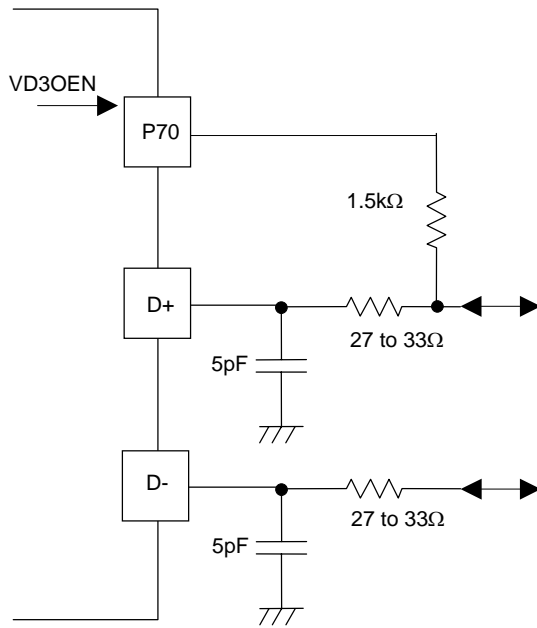 VD3OEN
P70
1.5kΩ
D+
27 to 33Ω
5pF
D-
27 to 33Ω
5pF